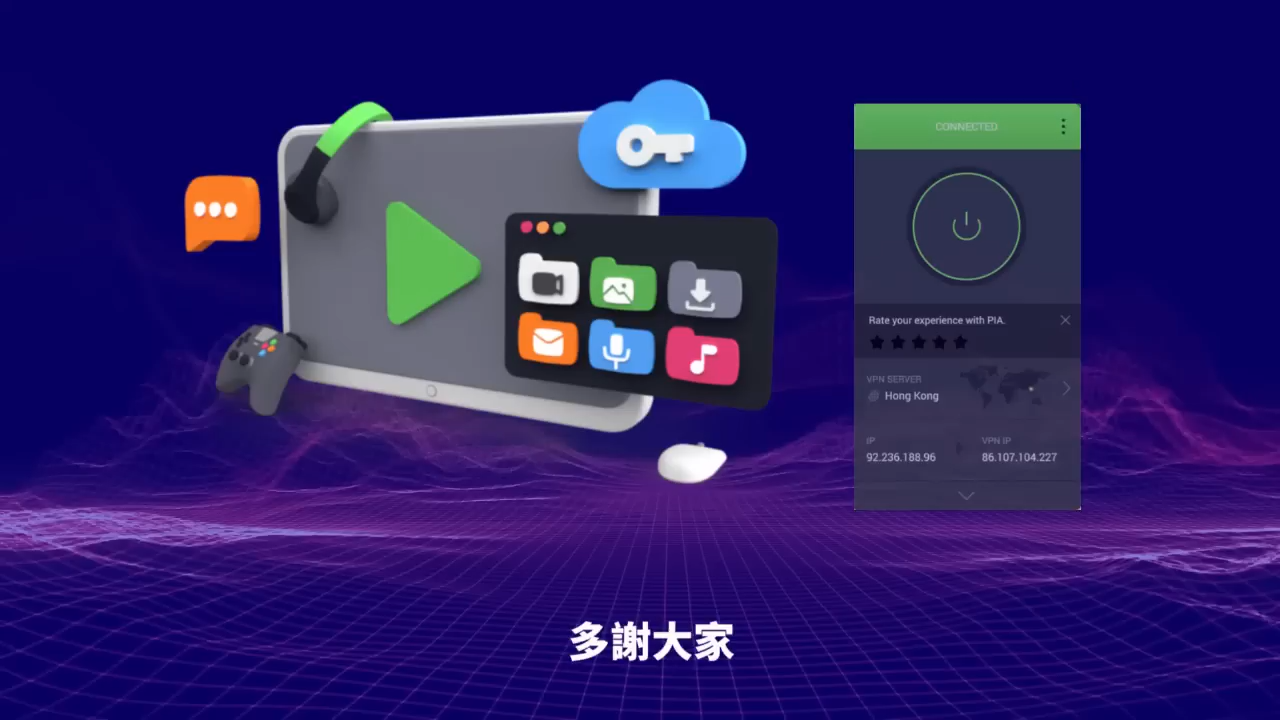 CONNECTED
Rate your experience with PIA.
VPN SERVER
Hong Kong
IP
VPN IP
92.236.188.96
86.107.104.227
多謝大家